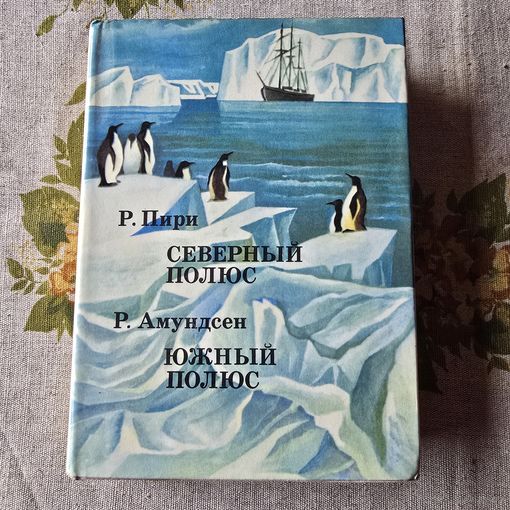 Р. Пири
СЕВЕРНЫЙ
ПОЛЮС
Р. Амундсен
ЮЖНЫЙ
ПОЛЮС